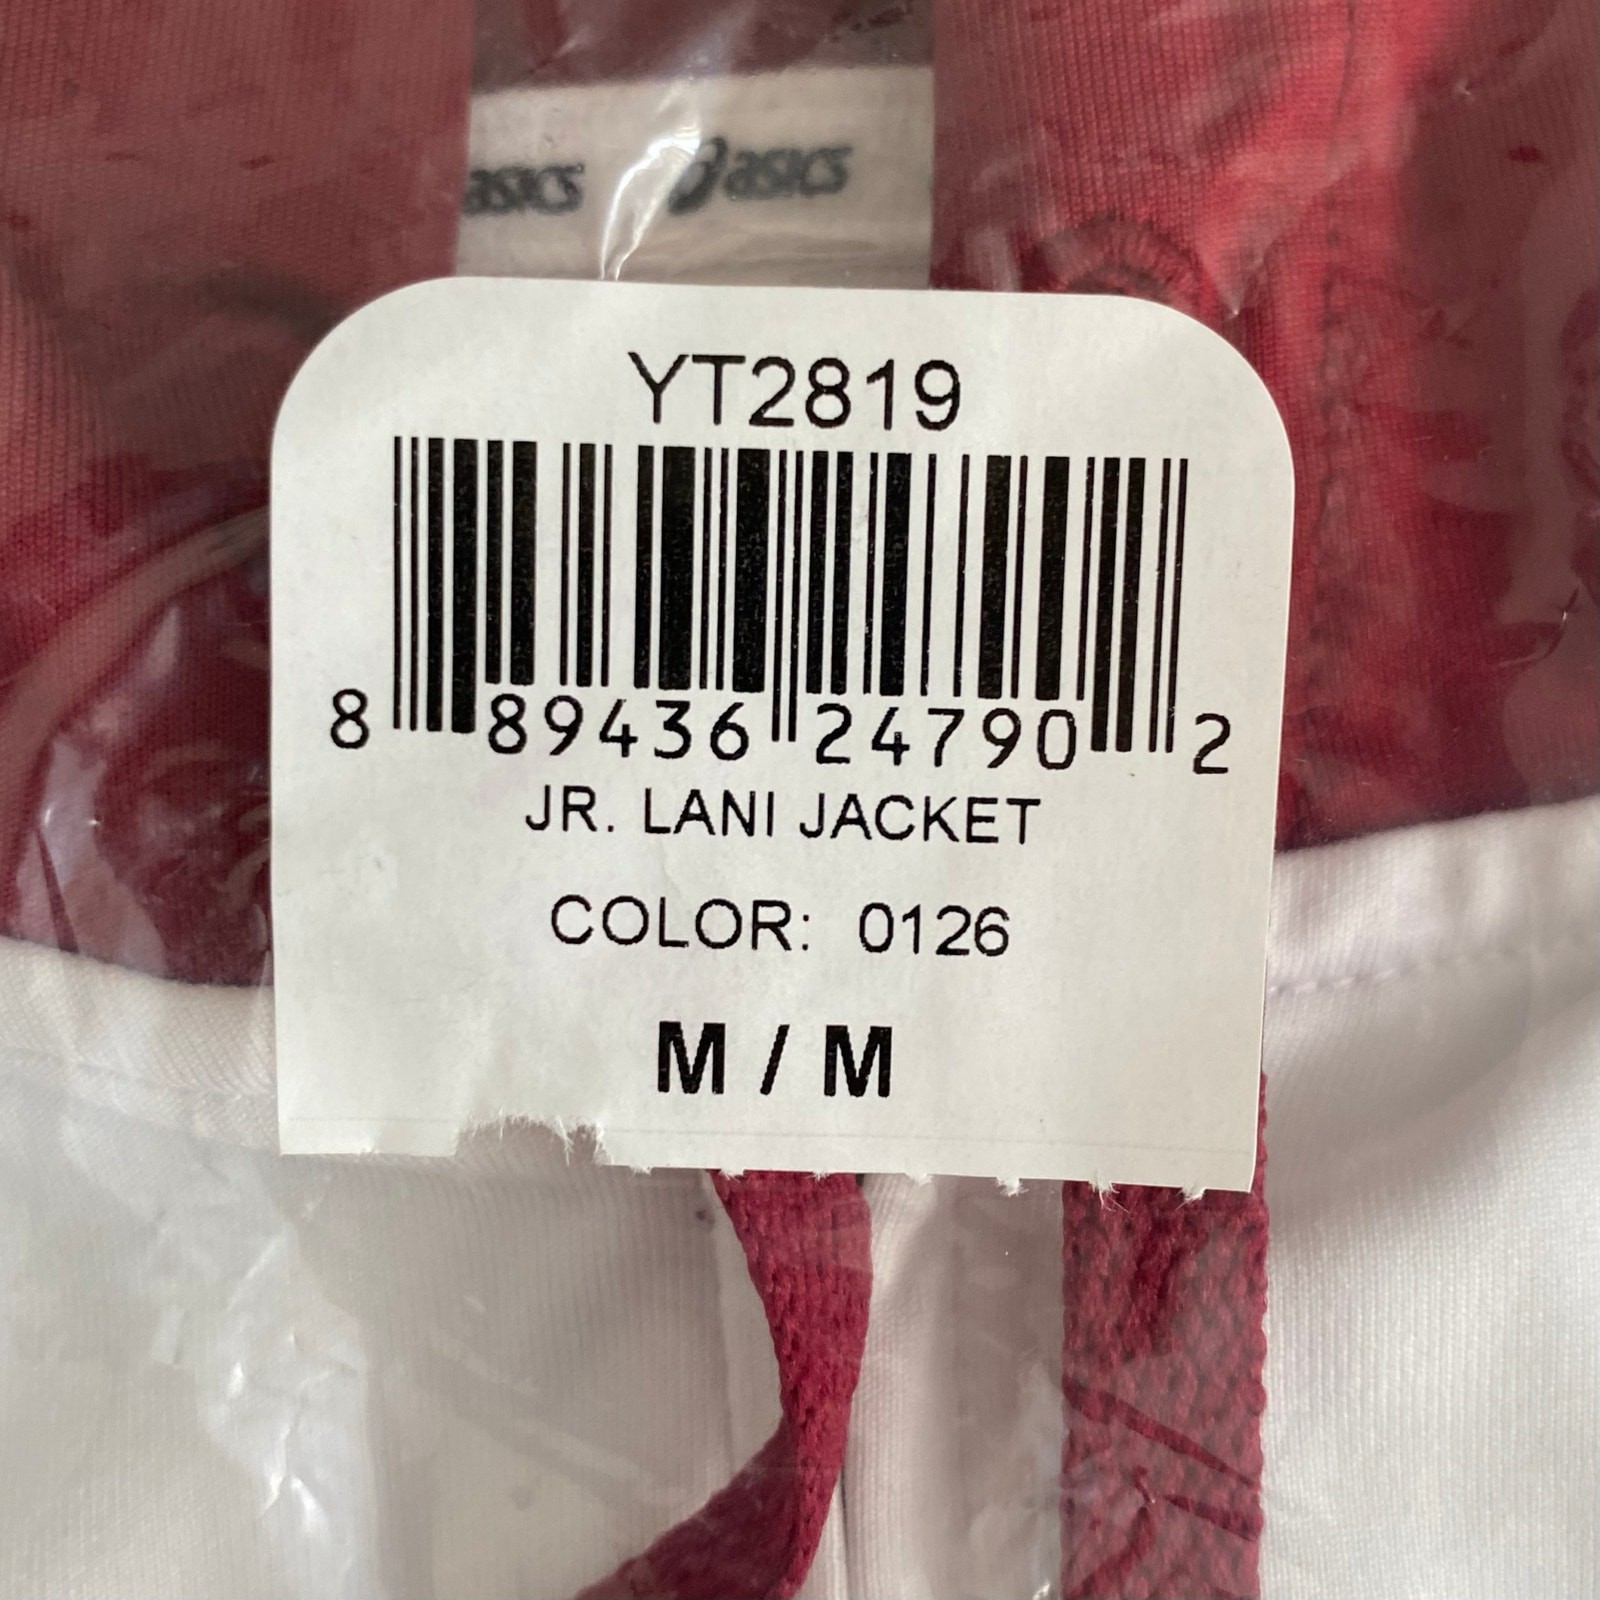 asics asics
YT2819
8 89436 24790 2
JR. LANI JACKET
COLOR: 0126
M / M